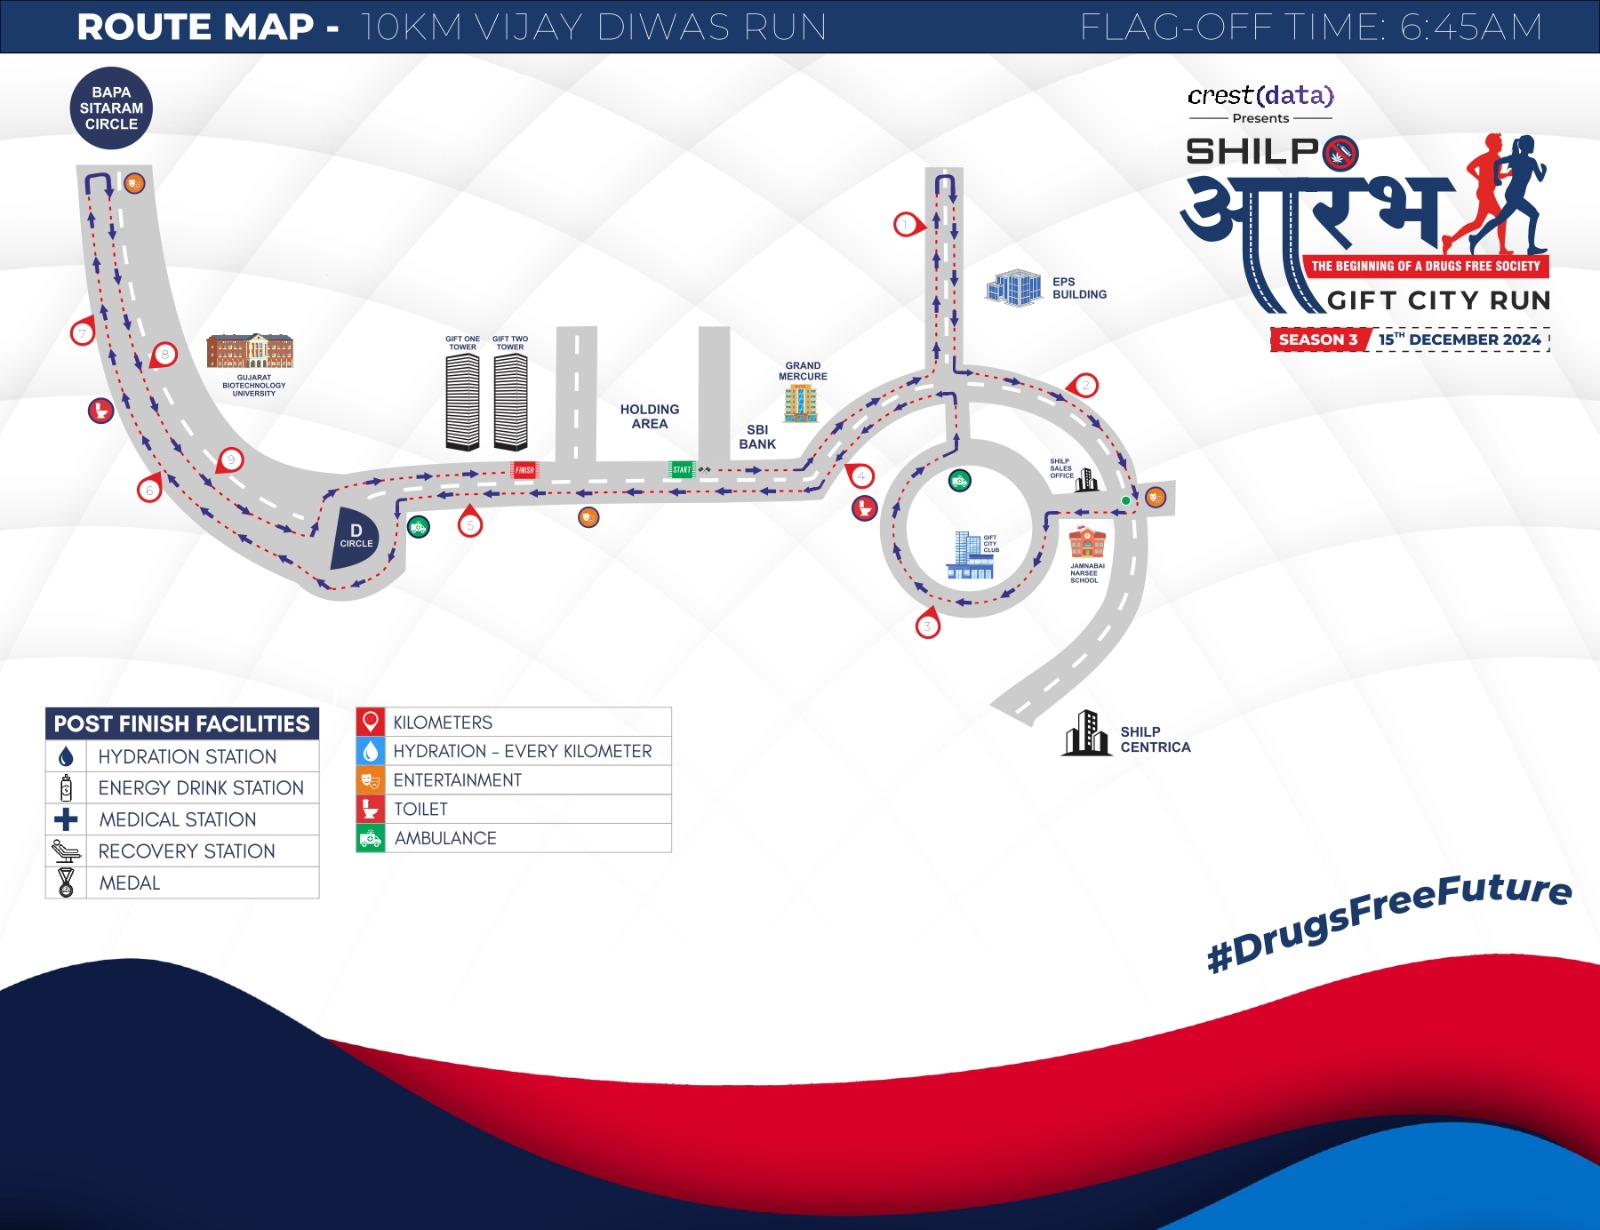 ROUTE MAP - 10KM VIJAY DIWAS RUN
FLAG-OFF TIME: 6:45AM
BAPA
SITARAM
CIRCLE
crest(data)
Presents
SHILP
आरंभ
THE BEGINNING OF A DRUGS FREE SOCIETY
GIFT CITY RUN
SEASON 3
15TH DECEMBER 2024
1
EPS
BUILDING
7
8
GUJARAT
BIOTECHNOLOGY
UNIVERSITY
GIFT ONE
TOWER
GIFT TWO
TOWER
HOLDING
AREA
SBI
BANK
GRAND
MERCURE
2
9
6
FINISH
START
4
SHILP
SALES
OFFICE
5
D
CIRCLE
GIFT
CITY
CLUB
JAMNABAI
NARSEE
SCHOOL
3
SHILP
CENTRICA
POST FINISH FACILITIES
HYDRATION STATION
ENERGY DRINK STATION
MEDICAL STATION
RECOVERY STATION
MEDAL
KILOMETERS
HYDRATION - EVERY KILOMETER
ENTERTAINMENT
TOILET
AMBULANCE
#DrugsFreeFuture